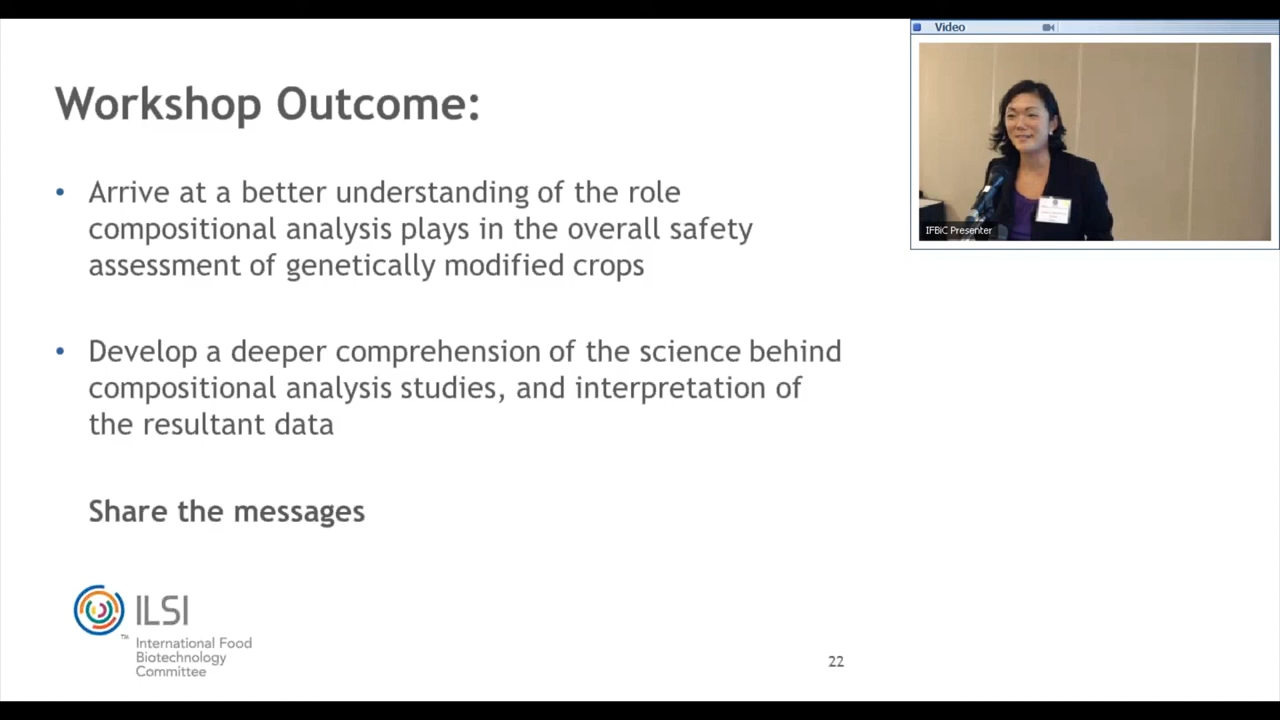 Video
Workshop Outcome:
• Arrive at a better understanding of the role
compositional analysis plays in the overall safety
assessment of genetically modified crops
• Develop a deeper comprehension of the science behind
compositional analysis studies, and interpretation of
the resultant data
Share the messages
IFBiC Presenter
ILSI
™ International Food
Biotechnology
Committee
22